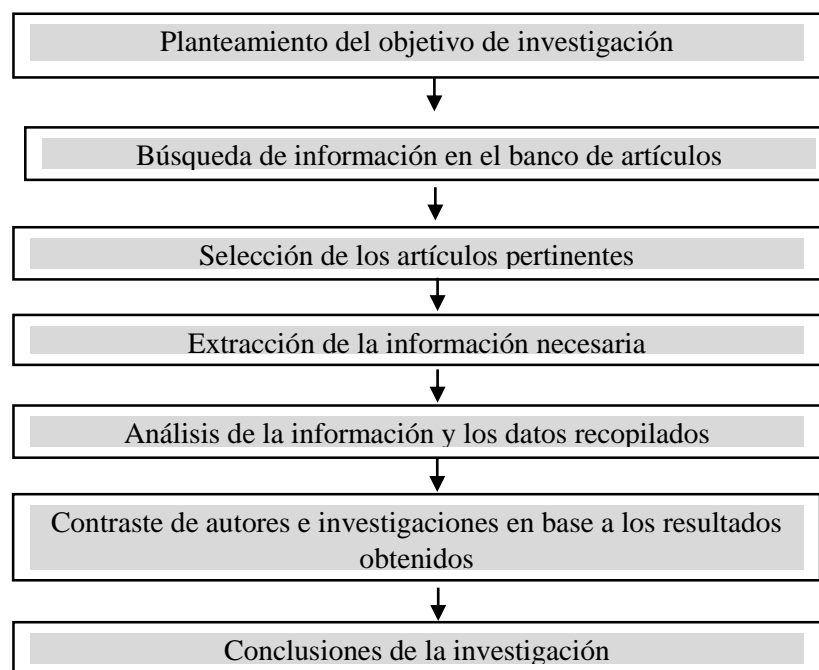 Planteamiento del objetivo de investigación
Búsqueda de información en el banco de artículos
Selección de los artículos pertinentes
Extracción de la información necesaria
Análisis de la información y los datos recopilados
Contraste de autores e investigaciones en base a los resultados
obtenidos
Conclusiones de la investigación